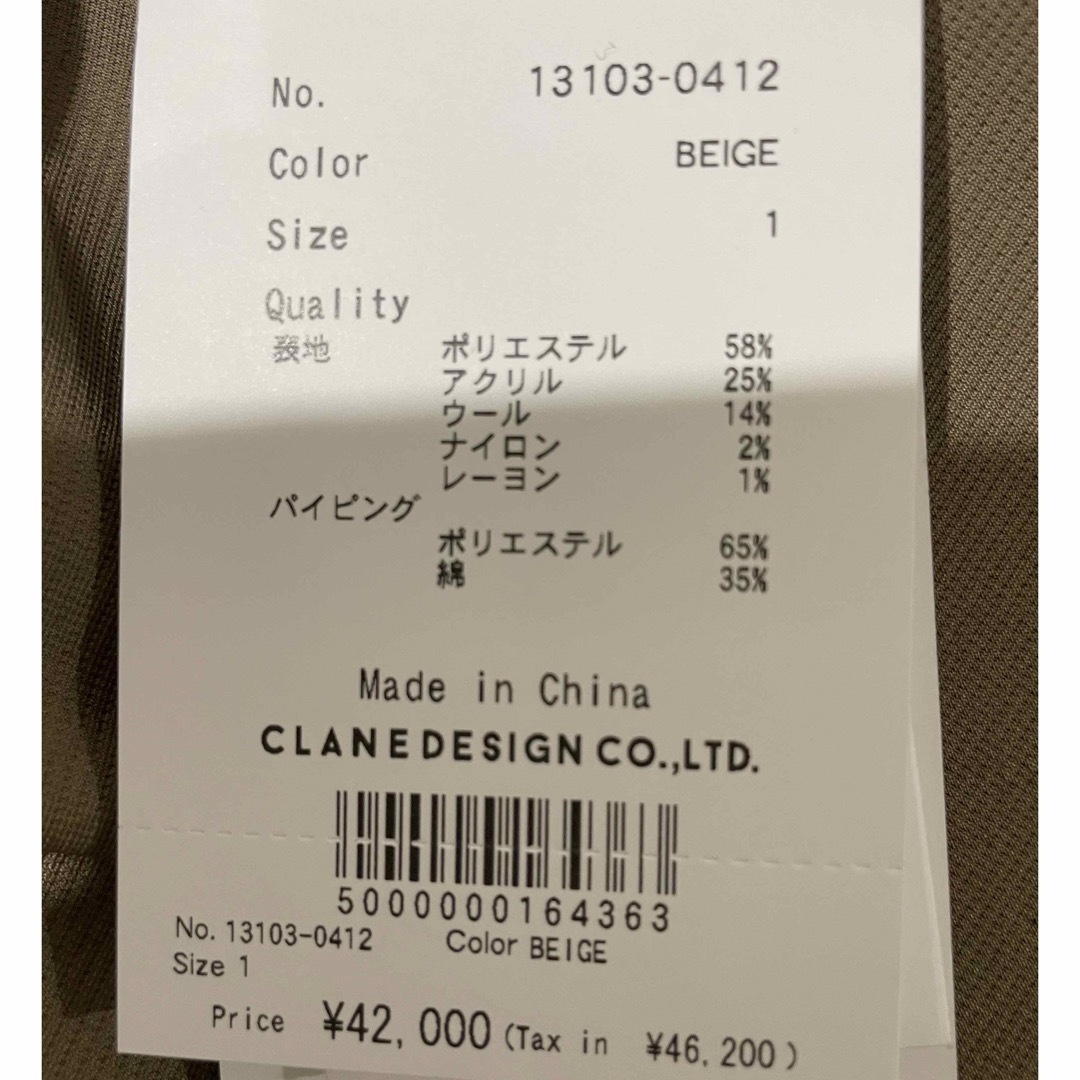 No. 13103-0412
Color BEIGE
Size 1
Quality
表地 ポリエステル 58%
アクリル 25%
ウール 14%
ナイロン 2%
レーヨン 1%
パイピング
ポリエステル 65%
綿 35%
Made in China
CLANE DESIGN CO.,LTD.
5000000164363
No. 13103-0412 Color BEIGE
Size 1
Price ¥42,000 (Tax in ¥46,200)